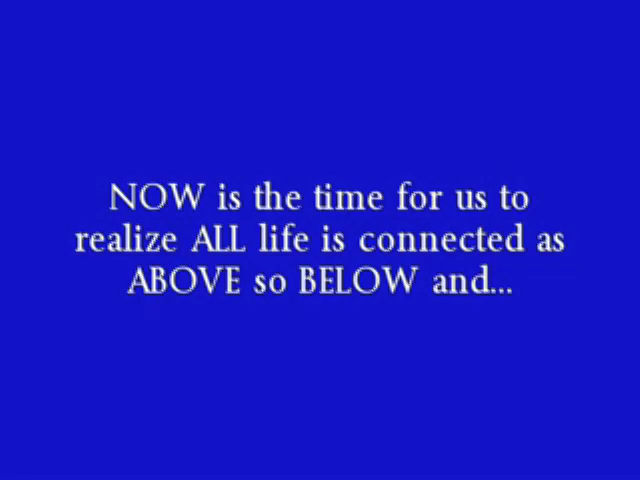 NOW is the time for us to
realize ALL life is connected as
ABOVE so BELOW and...